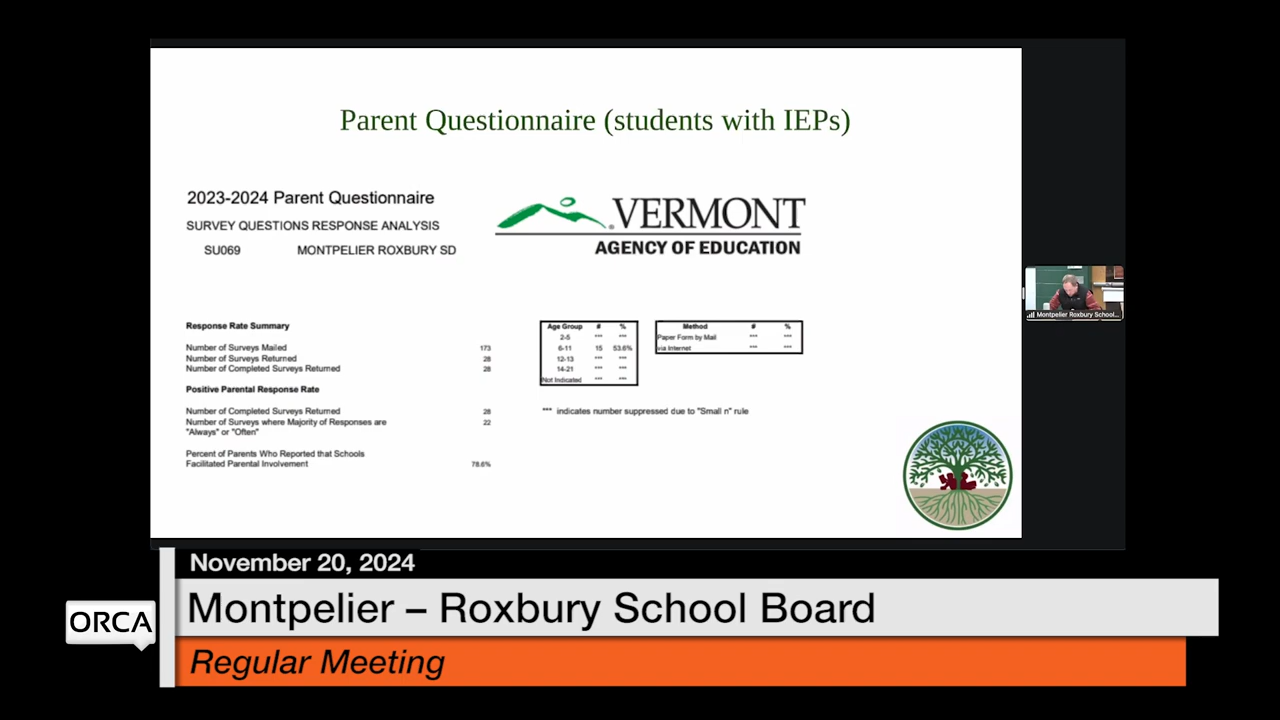 Parent Questionnaire (students with IEPs)
2023-2024 Parent Questionnaire
SURVEY QUESTIONS RESPONSE ANALYSIS
SU069 MONTPELIER ROXBURY SD
VERMONT
AGENCY OF EDUCATION
Response Rate Summary
Number of Surveys Mailed 173
Number of Surveys Returned 28
Number of Completed Surveys Returned 28
Positive Parental Response Rate
Number of Completed Surveys Returned 28
Number of Surveys where Majority of Responses are 22
"Always" or "Often"
Percent of Parents Who Reported that Schools
Facilitated Parental Involvement 78.6%
Age Group # %
2-5 *** ***
6-11 15 53.6%
12-13 *** ***
14-21 *** ***
Not Indicated *** ***
Method # %
Paper Form by Mail *** ***
via Internet *** ***
*** indicates number suppressed due to "Small n" rule
Montpelier Roxbury School...
November 20, 2024
ORCA
Montpelier – Roxbury School Board
Regular Meeting